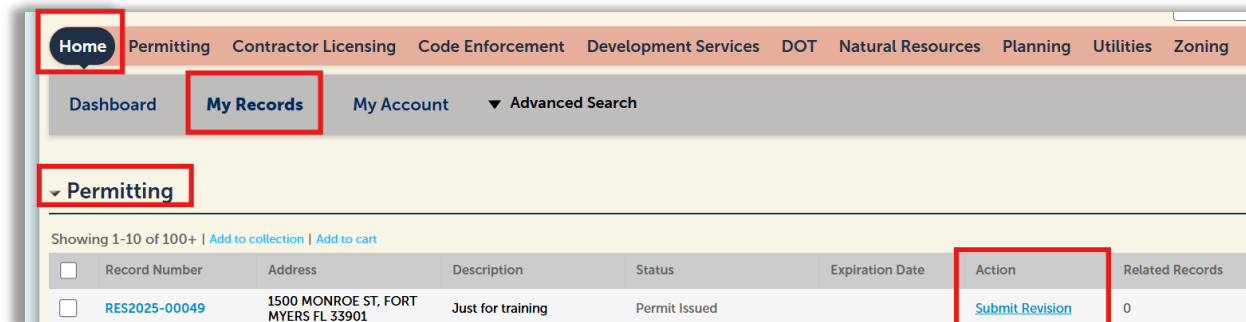 Home Permitting Contractor Licensing Code Enforcement Development Services DOT Natural Resources Planning Utilities Zoning
Dashboard My Records My Account Advanced Search
Permitting
Showing 1-10 of 100+ | Add to collection | Add to cart
Record Number Address Description Status Expiration Date Action Related Records
RES2025-00049 1500 MONROE ST, FORT Just for training Permit Issued Submit Revision 0
MYERS FL 33901